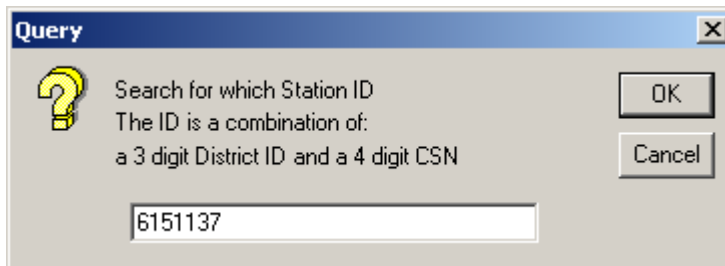 Query
Search for which Station ID
The ID is a combination of:
a 3 digit District ID and a 4 digit CSN
OK
Cancel
6151137